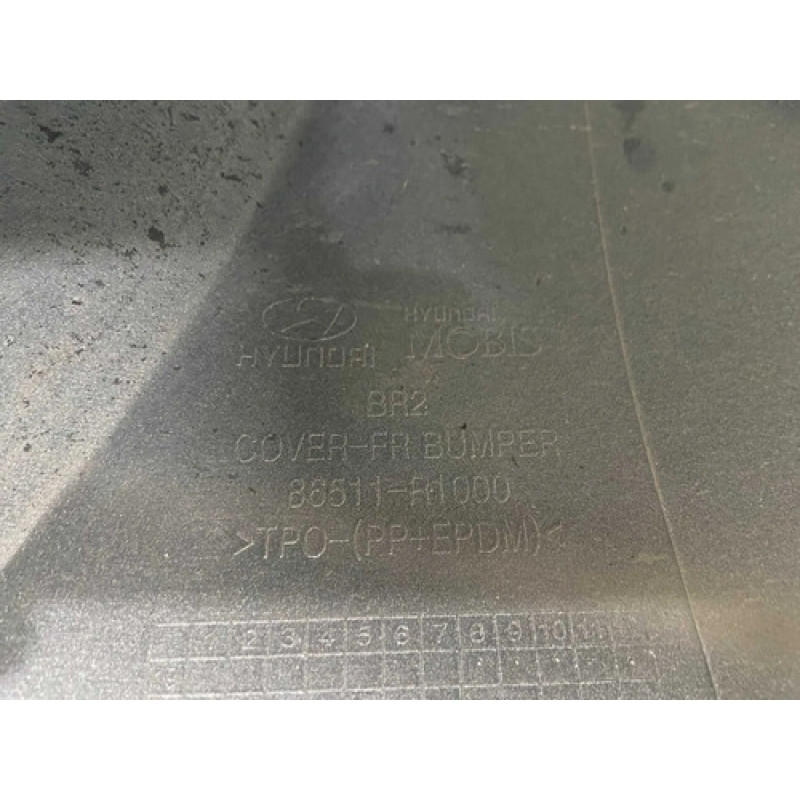 HYUNDAI
HYUNDAI
MOBIS
BR2
COVER-FR BUMPER
86511-R1000
>TPO-(PP+EPDM)<
1 2 3 4 5 6 7 8 9 10 11